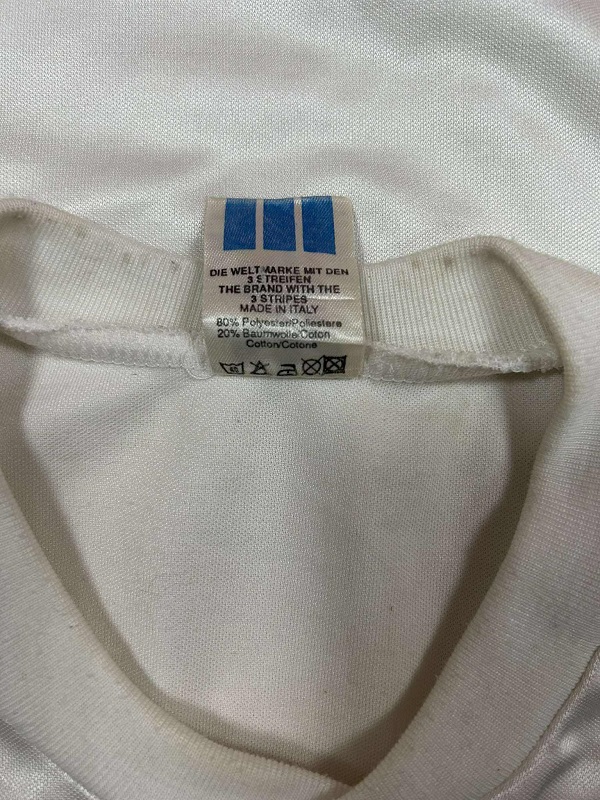 DIE WELTMARKE MIT DEN
3 STREIFEN
THE BRAND WITH THE
3 STRIPES
MADE IN ITALY
80% Polyester/Poliestere
20% Baumwolle/Coton
Cotton/Cotone
40